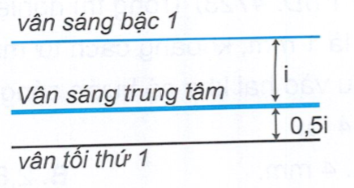 vân sáng bậc 1
i
Vân sáng trung tâm
0,5i
vân tối thứ 1